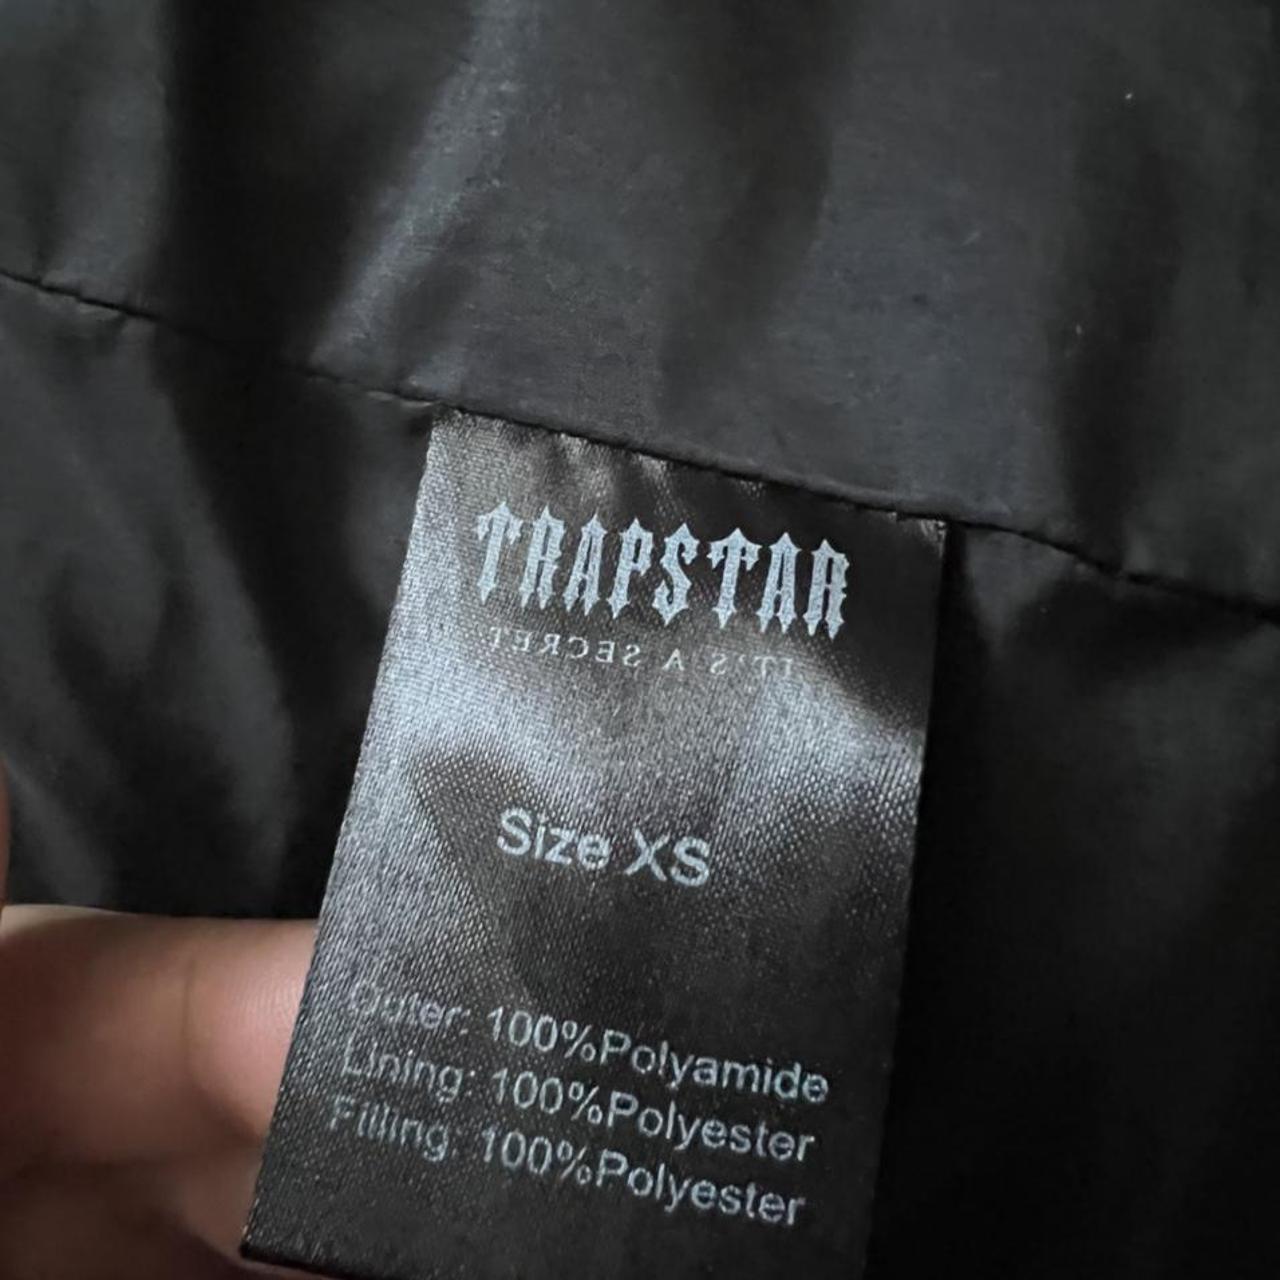 TRAPSTAR
IT'S A SECRET
Size XS
Outer: 100%Polyamide
Lining: 100%Polyester
Filling: 100%Polyester